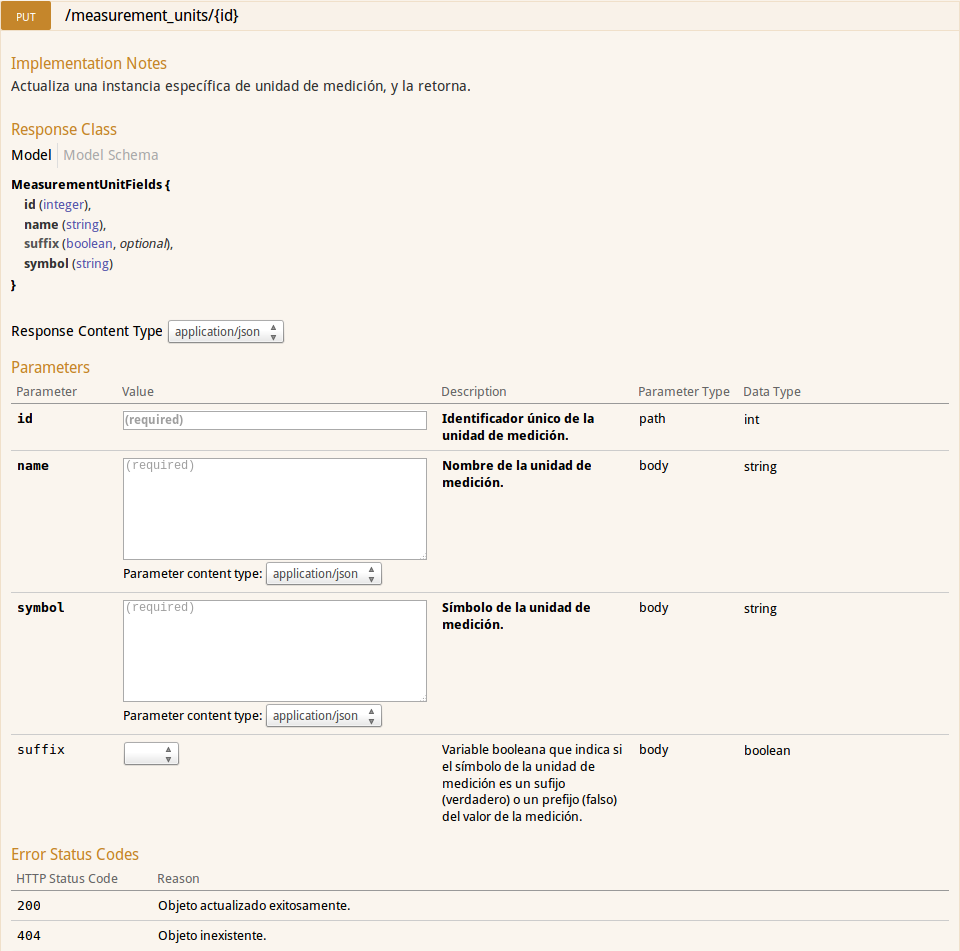 PUT /measurement_units/{id}
Implementation Notes
Actualiza una instancia específica de unidad de medición, y la retorna.
Response Class
Model Model Schema
MeasurementUnitFields {
id (integer),
name (string),
suffix (boolean, optional),
symbol (string)
}
Response Content Type application/json
Parameters
Parameter Value Description Parameter Type Data Type
id (required) Identificador único de la path int
unidad de medición.
name (required) Nombre de la unidad de body string
medición.
Parameter content type: application/json
symbol (required) Símbolo de la unidad de body string
medición.
Parameter content type: application/json
suffix Variable booleana que indica si body boolean
el símbolo de la unidad de
medición es un sufijo
(verdadero) o un prefijo (falso)
del valor de la medición.
Error Status Codes
HTTP Status Code Reason
200 Objeto actualizado exitosamente.
404 Objeto inexistente.